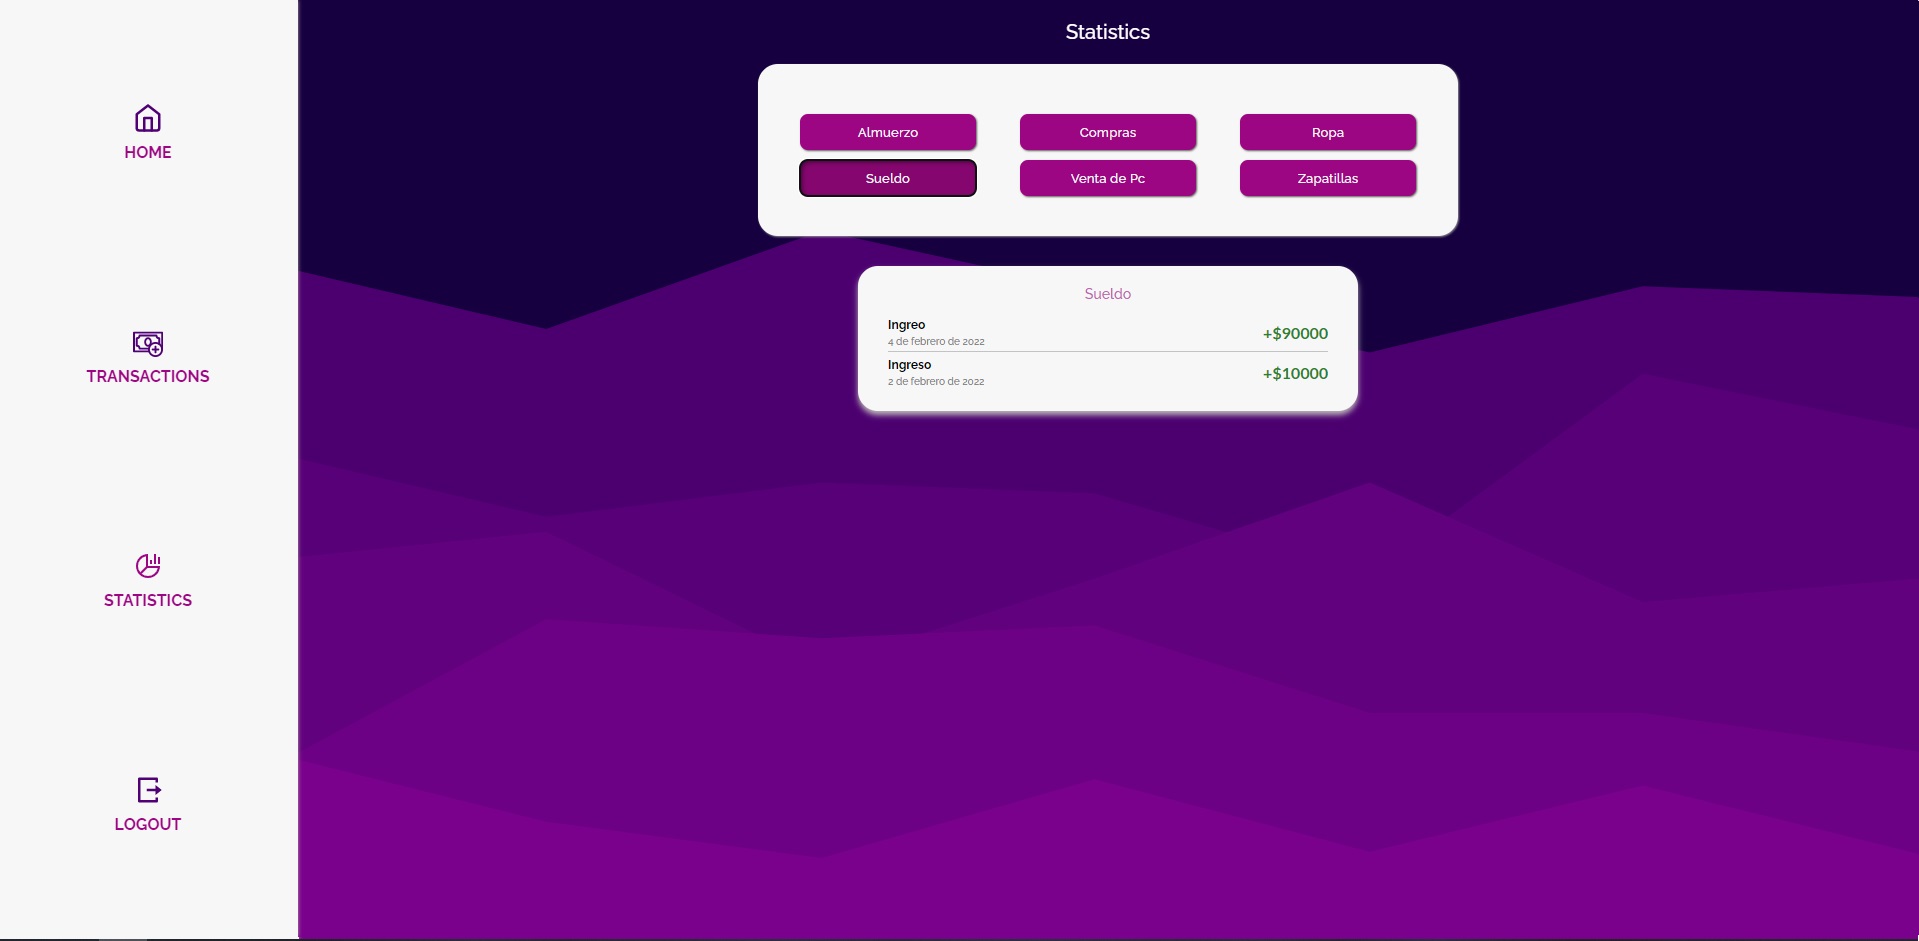 Statistics
HOME
TRANSACTIONS
STATISTICS
LOGOUT
Almuerzo
Compras
Ropa
Sueldo
Venta de Pc
Zapatillas
Sueldo
Ingreo
4 de febrero de 2022
+$90000
Ingreso
2 de febrero de 2022
+$10000